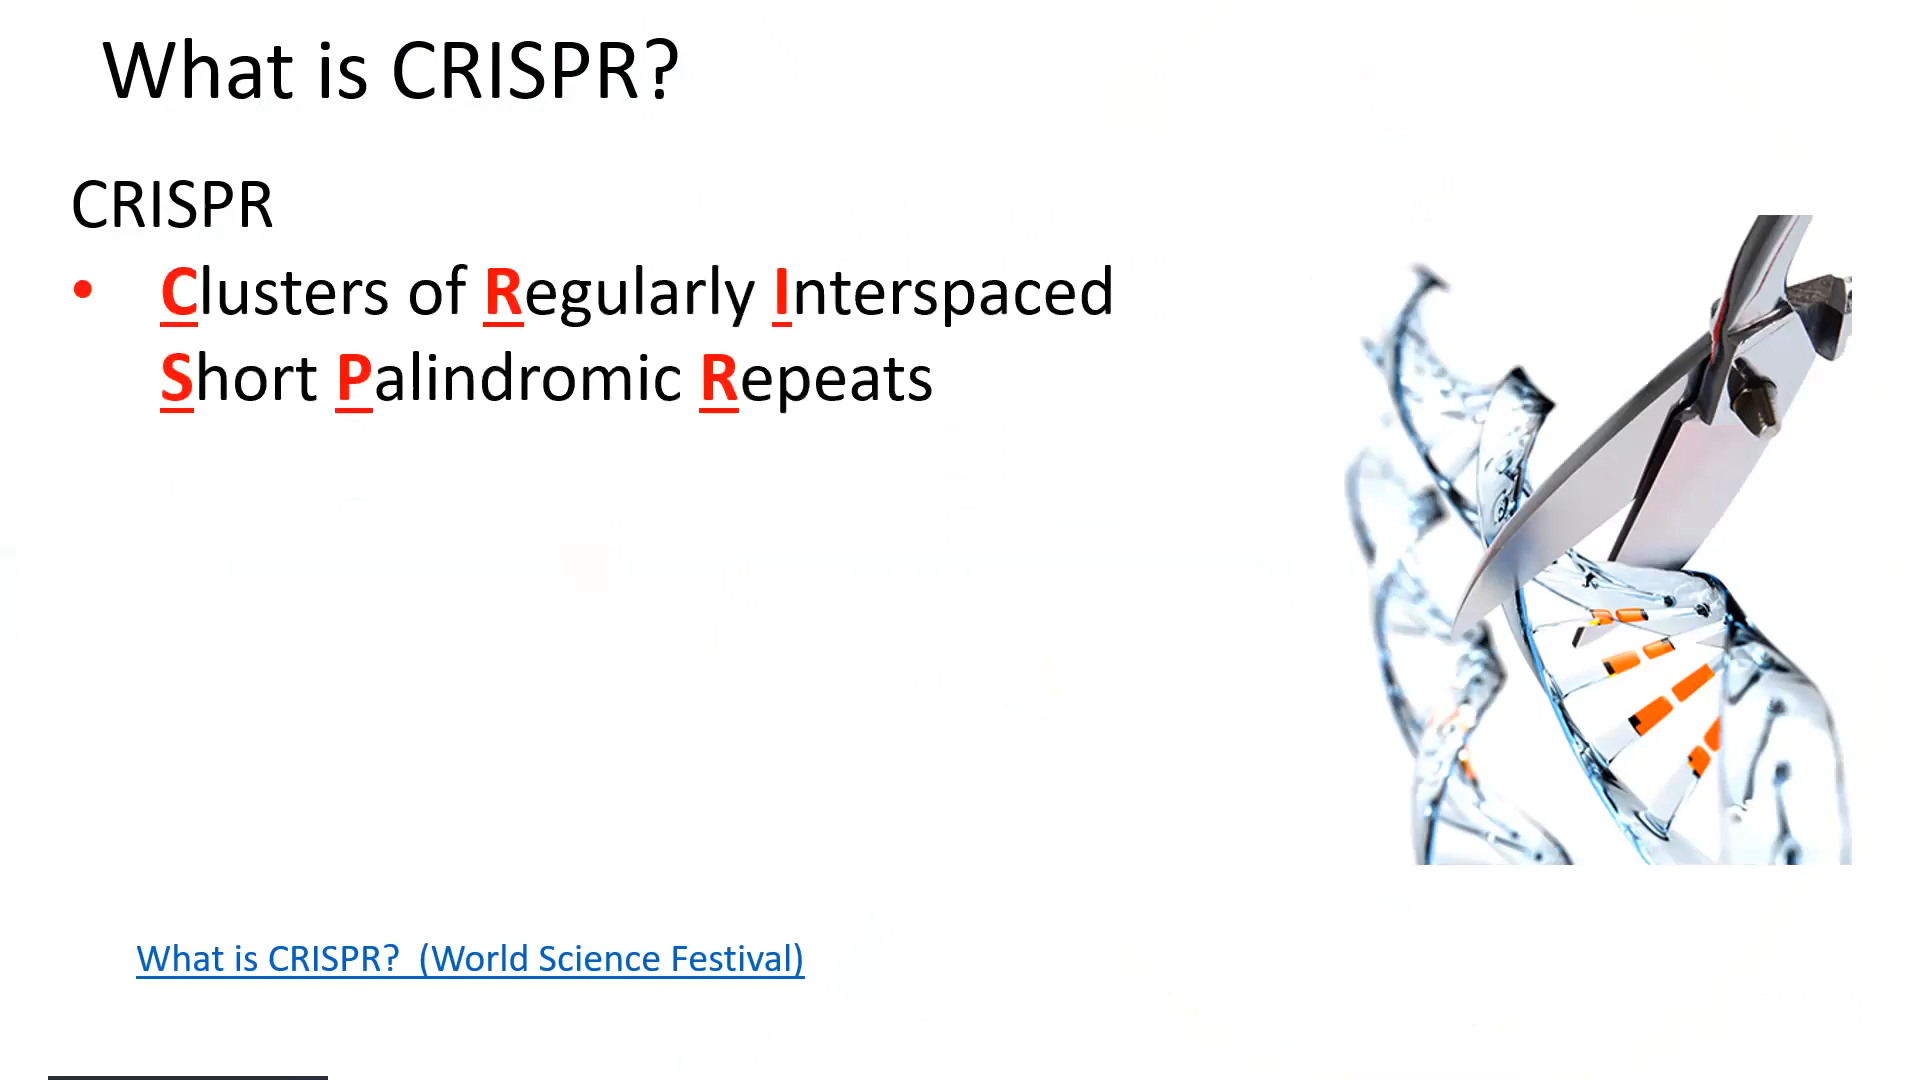 What is CRISPR?
CRISPR
• Clusters of Regularly Interspaced
Short Palindromic Repeats
What is CRISPR? (World Science Festival)